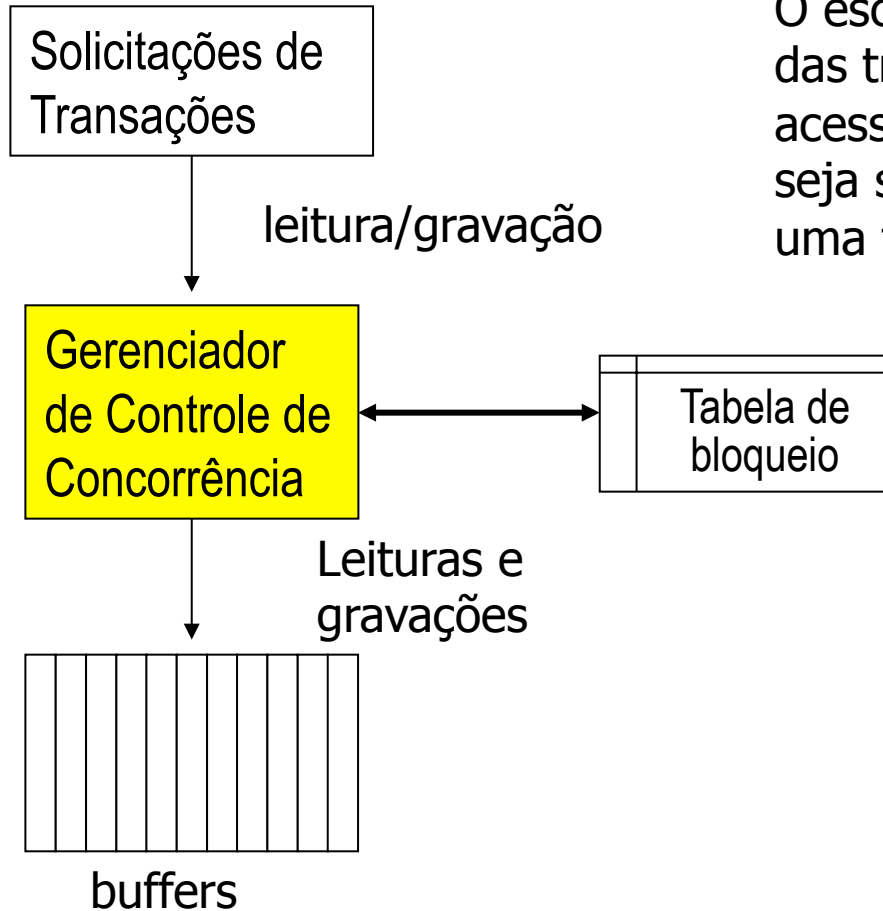 Solicitações de
Transações
leitura/gravação
Gerenciador
de Controle de
Concorrência
Tabela de
bloqueio
Leituras e
gravações
buffers
O
das
seja
uma